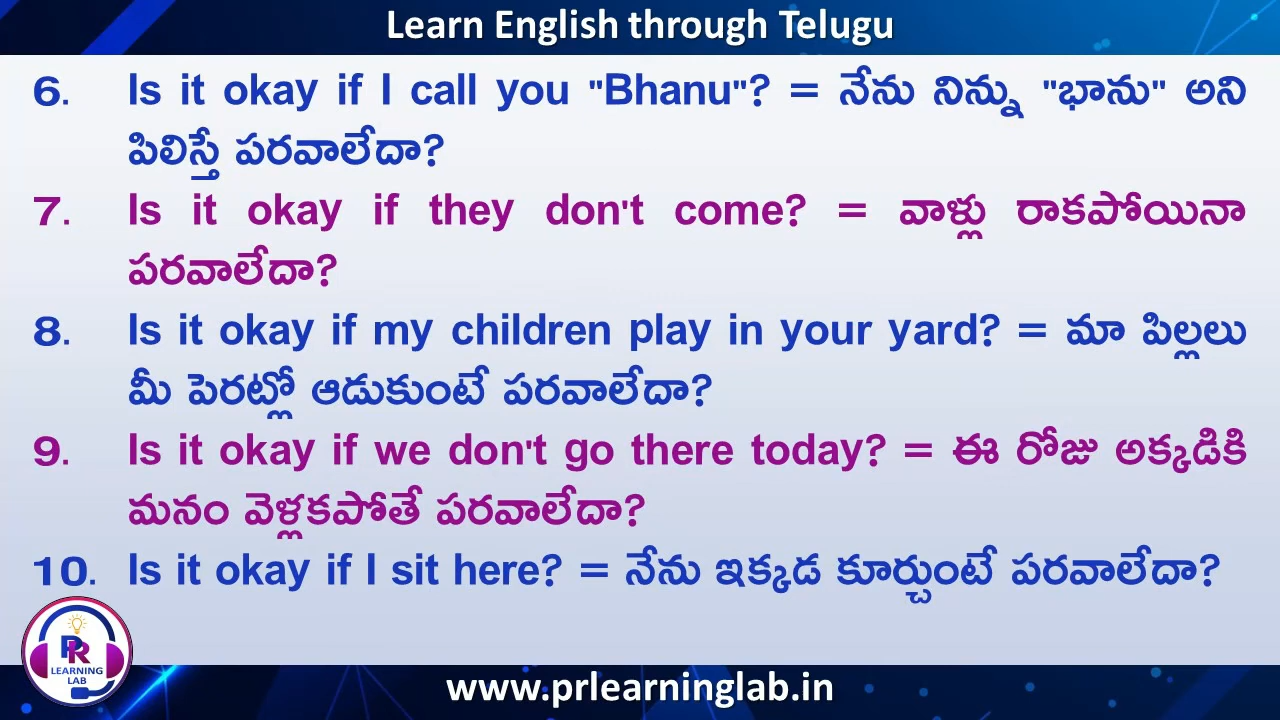 Learn English through Telugu
6. Is it okay if I call you "Bhanu"? = నేను నిన్ను "భాను" అని
పిలిస్తే పరవాలేదా?
7. Is it okay if they don't come? = వాళ్లు రాకపోయినా
పరవాలేదా?
8. Is it okay if my children play in your yard? = మా పిల్లలు
మీ పెరట్లో ఆడుకుంటే పరవాలేదా?
9. Is it okay if we don't go there today? = ఈ రోజు అక్కడికి
మనం వెళ్లకపోతే పరవాలేదా?
10. Is it okay if I sit here? = నేను ఇక్కడ కూర్చుంటే పరవాలేదా?
PR
LEARNING
LAB
www.prlearninglab.in